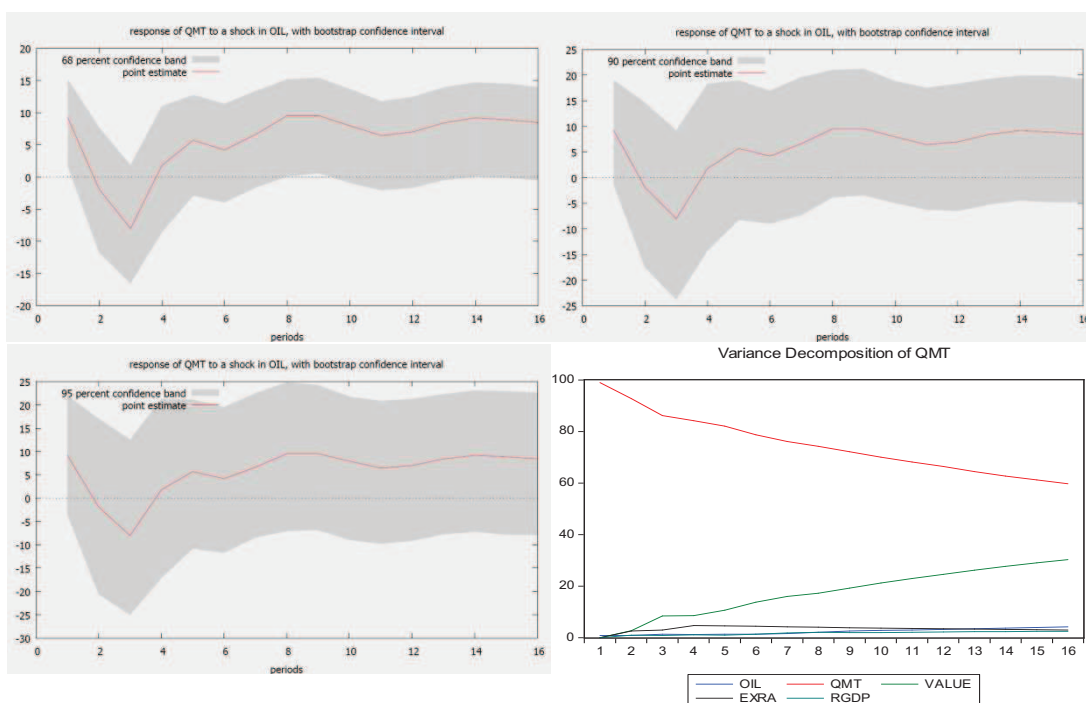 response of QMT to a shock in OIL, with bootstrap confidence interval
68 percent confidence band
point estimate
20
15
10
5
0
-5
-10
-15
-20
0 2 4 6 8 10 12 14 16
periods
response of QMT to a shock in OIL, with bootstrap confidence interval
90 percent confidence band
point estimate
25
20
15
10
5
0
-5
-10
-15
-20
-25
0 2 4 6 8 10 12 14 16
periods
response of QMT to a shock in OIL, with bootstrap confidence interval
95 percent confidence band
point estimate
25
20
15
10
5
0
-5
-10
-15
-20
-25
-30
0 2 4 6 8 10 12 14 16
periods
Variance Decomposition of QMT
100
80
60
40
20
0
1 2 3 4 5 6 7 8 9 10 11 12 13 14 15 16
OIL QMT VALUE
EXRA RGDP